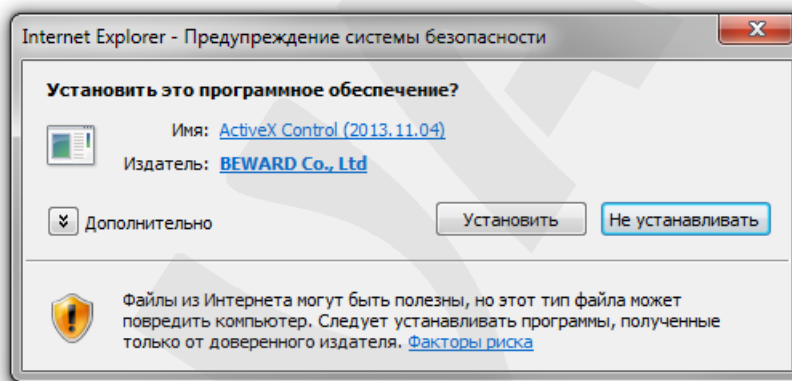 Internet Explorer - Предупреждение системы безопасности
Установить это программное обеспечение?
Имя: ActiveX Control (2013.11.04)
Издатель: BEWARD Co., Ltd
Дополнительно
Установить
Не устанавливать
Файлы из Интернета могут быть полезны, но этот тип файла может
повредить компьютер. Следует устанавливать программы, полученные
только от доверенного издателя. Факторы риска